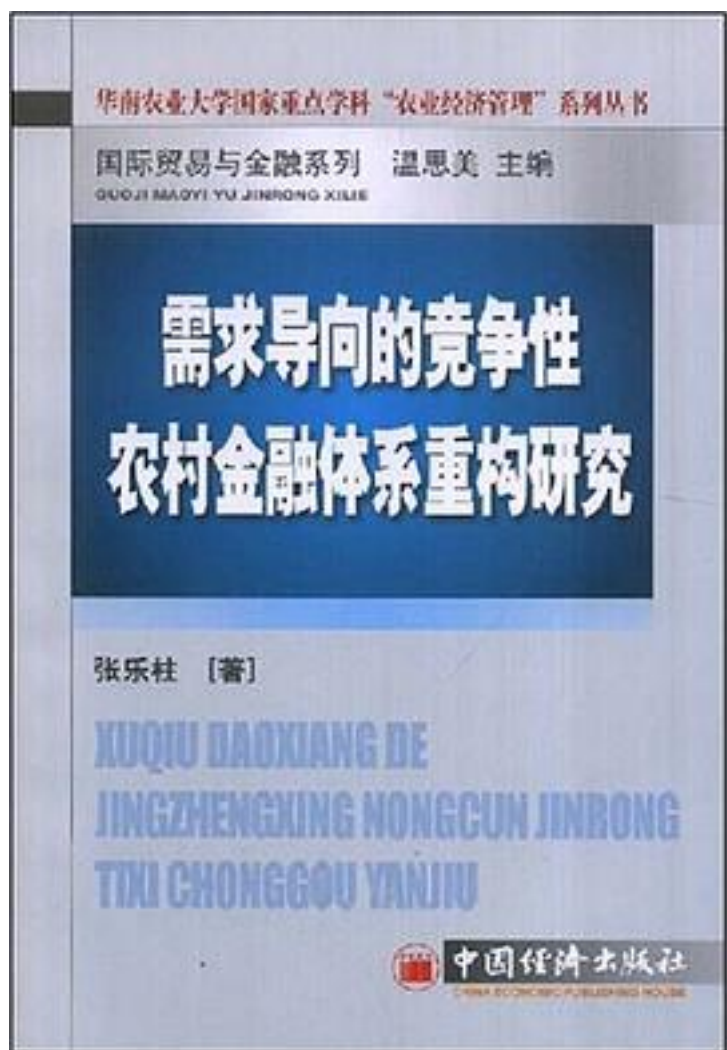 华南农业大学国家重点学科“农业经济管理”系列丛书
国际贸易与金融系列 温思美 主编
GUOJI MAOYI YU JINRONG XILIE
需求导向的竞争性
农村金融体系重构研究
张乐柱 [著]
XUQIU DAOXIANG DE
JINGZHENGXING NONGCUN JINRONG
TIXI CHONGGOU YANJIU
中国经济出版社
CHINA ECONOMIC PUBLISHING HOUSE